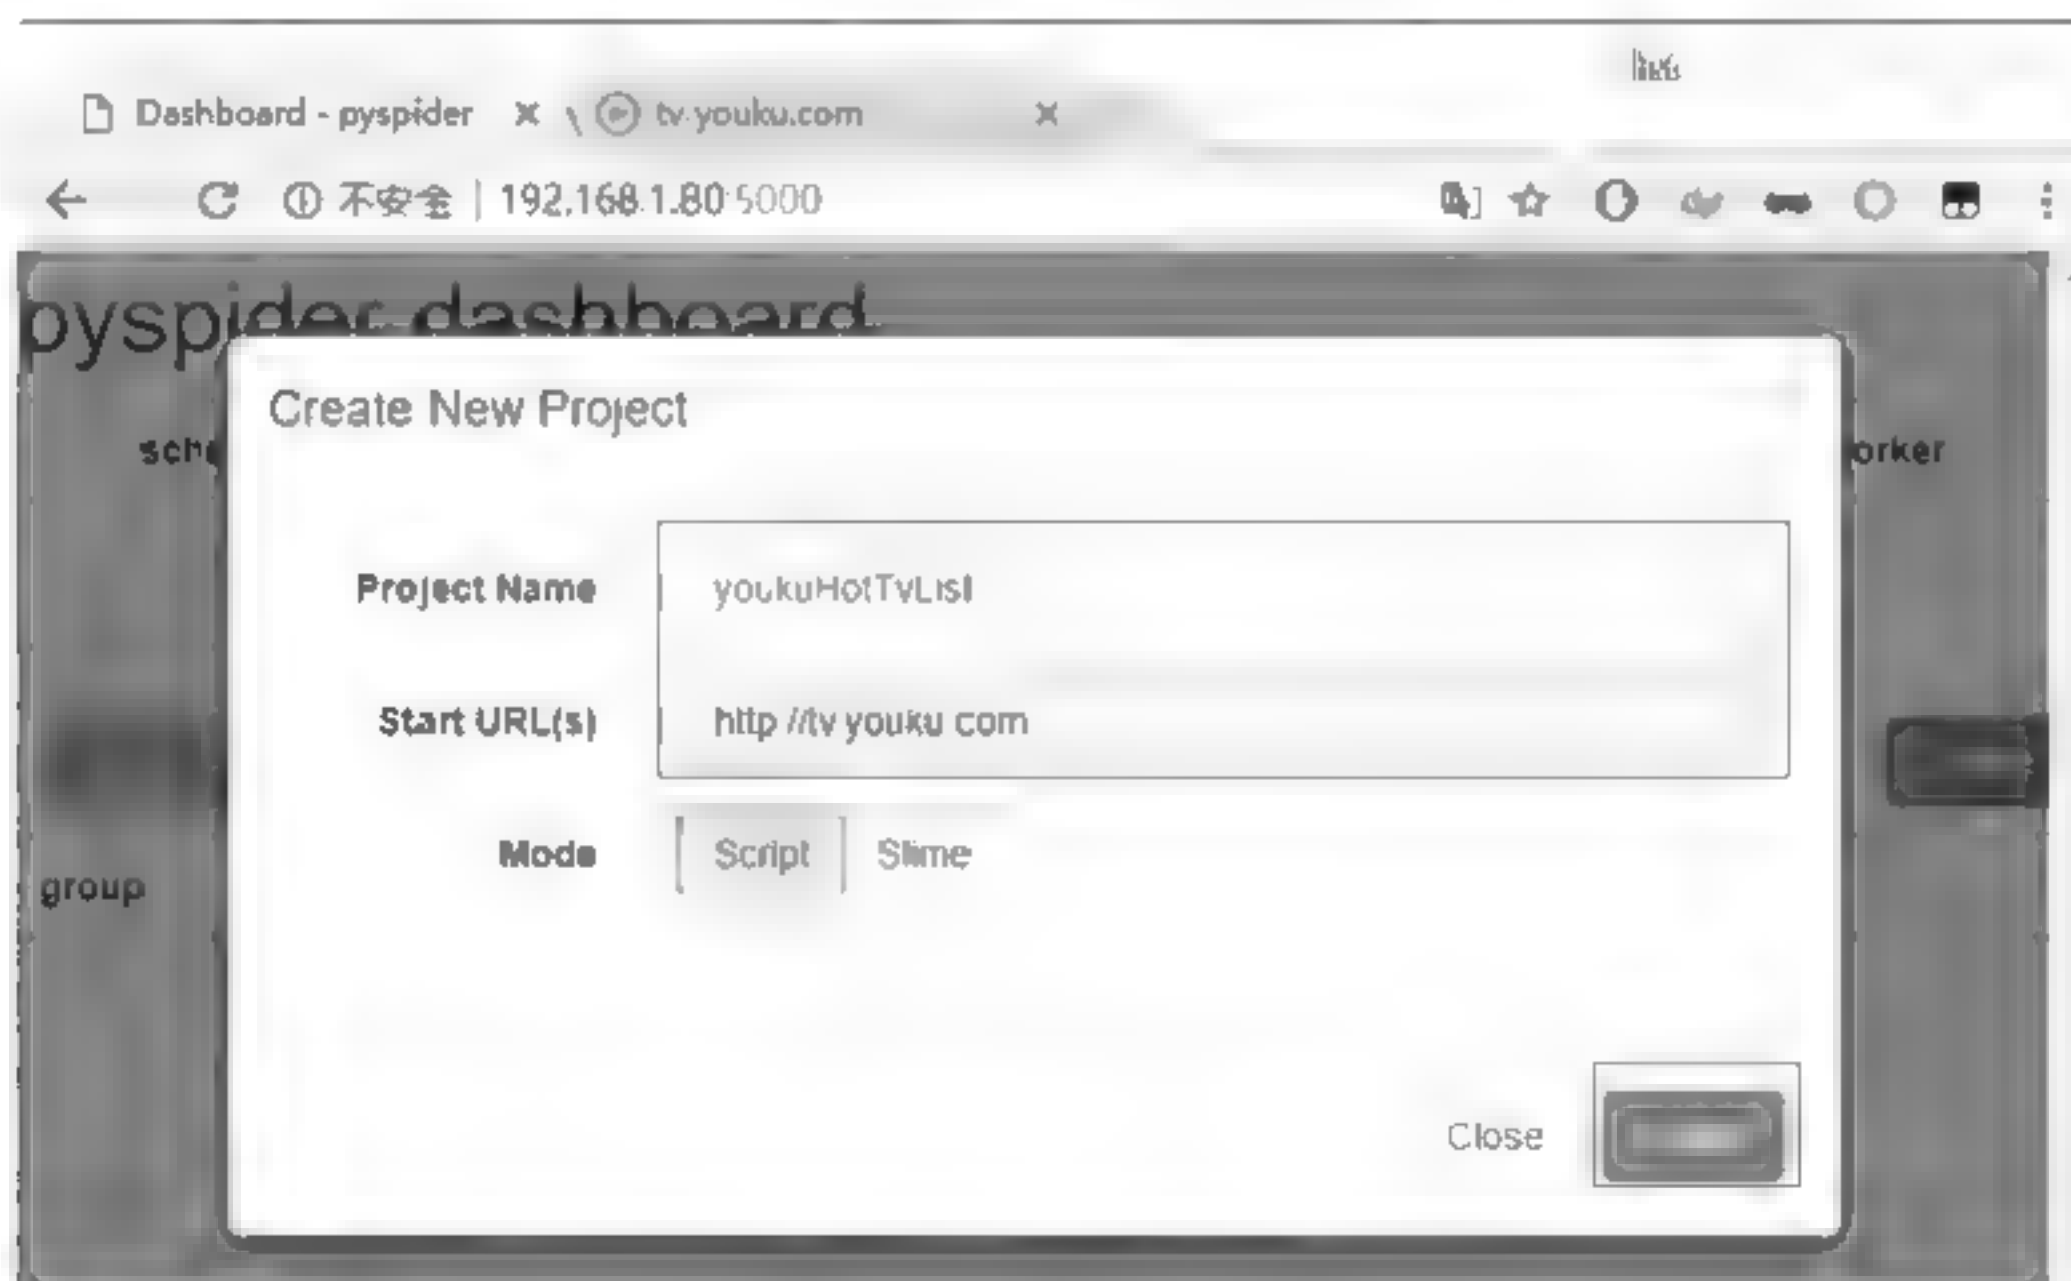 Dashboard - pyspider tv.youku.com
不安全 | 192.168.1.80:5000
pyspider dashboard
Create New Project
sche orker
Project Name youkuHotTvList
Start URL(s) http //tv youku com
Mode Script Slime
group
Close